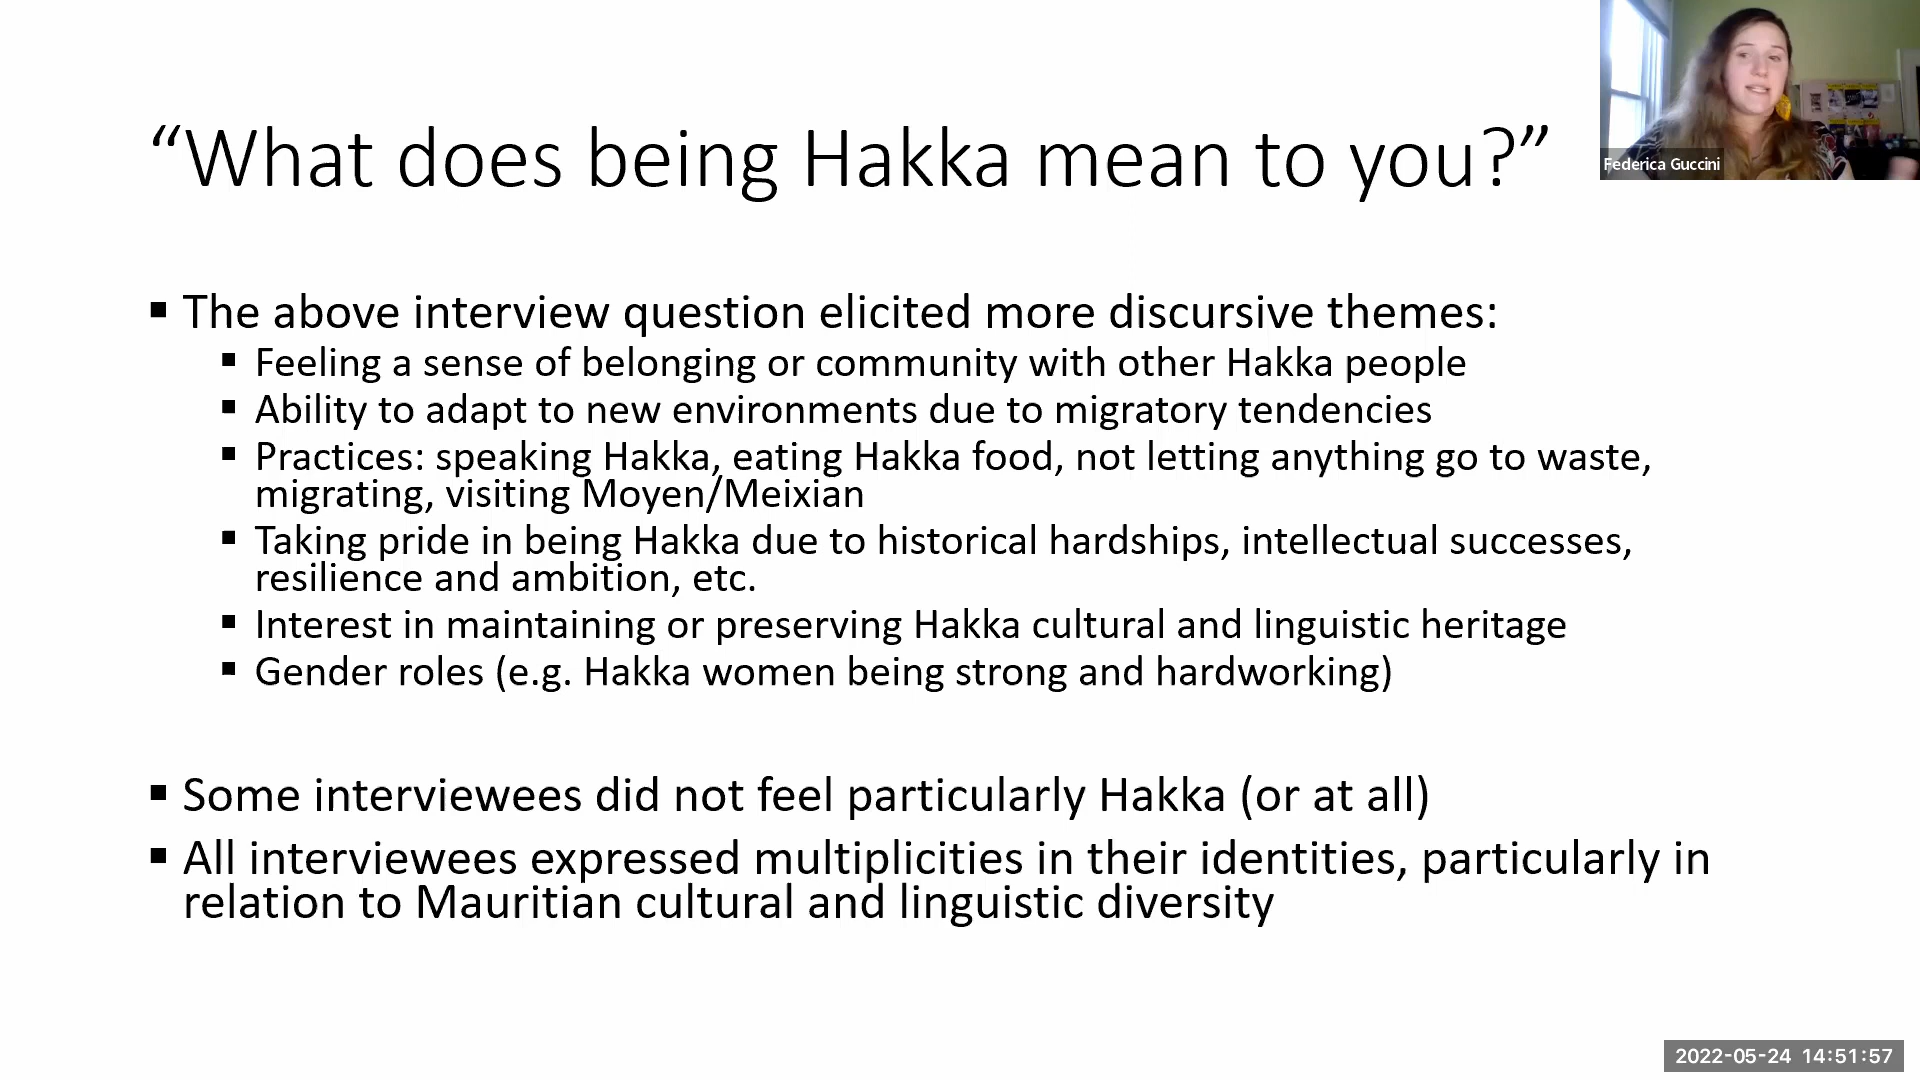 “What does being Hakka mean to you?”
Federica Guccini
▪ The above interview question elicited more discursive themes:
▪ Feeling a sense of belonging or community with other Hakka people
▪ Ability to adapt to new environments due to migratory tendencies
▪ Practices: speaking Hakka, eating Hakka food, not letting anything go to waste,
migrating, visiting Moyen/Meixian
▪ Taking pride in being Hakka due to historical hardships, intellectual successes,
resilience and ambition, etc.
▪ Interest in maintaining or preserving Hakka cultural and linguistic heritage
▪ Gender roles (e.g. Hakka women being strong and hardworking)
▪ Some interviewees did not feel particularly Hakka (or at all)
▪ All interviewees expressed multiplicities in their identities, particularly in
relation to Mauritian cultural and linguistic diversity
2022-05-24 14:51:57